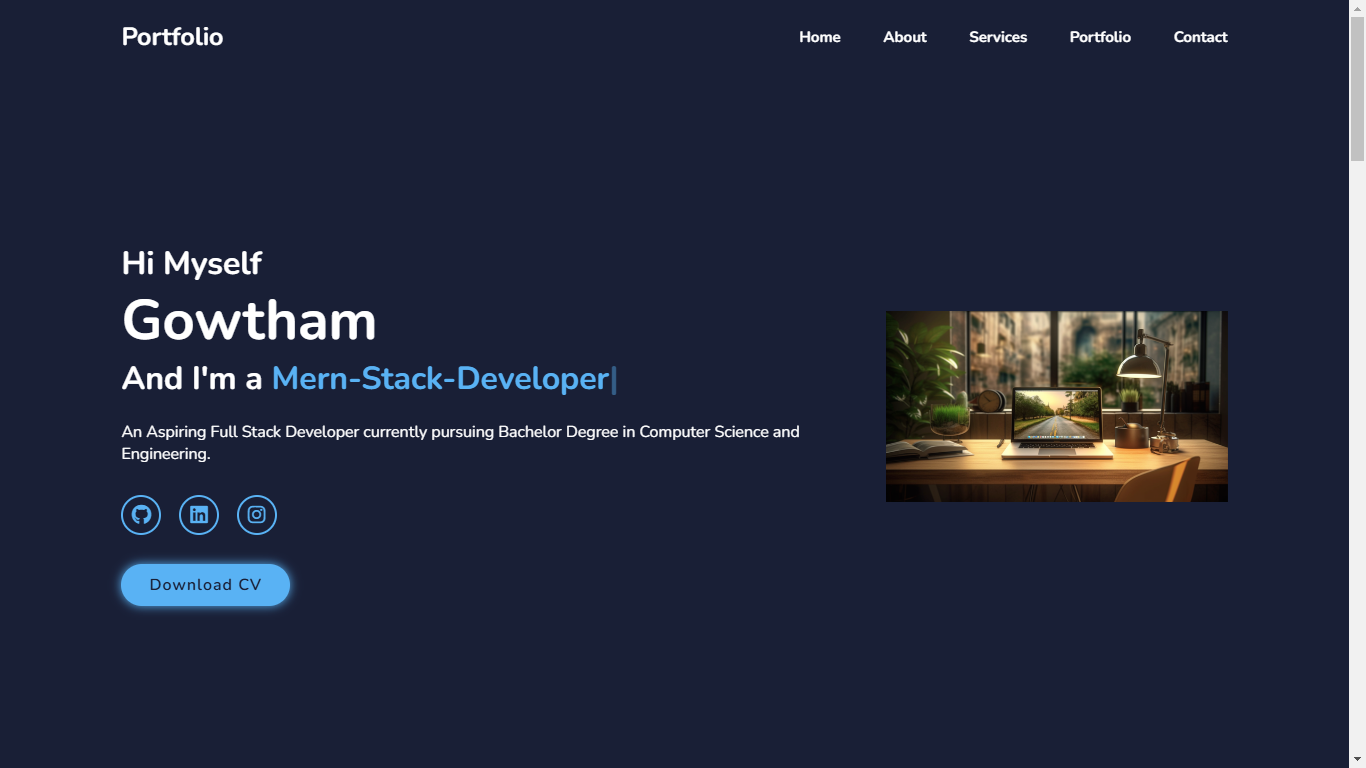 Portfolio
Home About Services Portfolio Contact
Hi Myself
Gowtham
And I'm a Mern-Stack-Developer|
An Aspiring Full Stack Developer currently pursuing Bachelor Degree in Computer Science and
Engineering.
Download CV